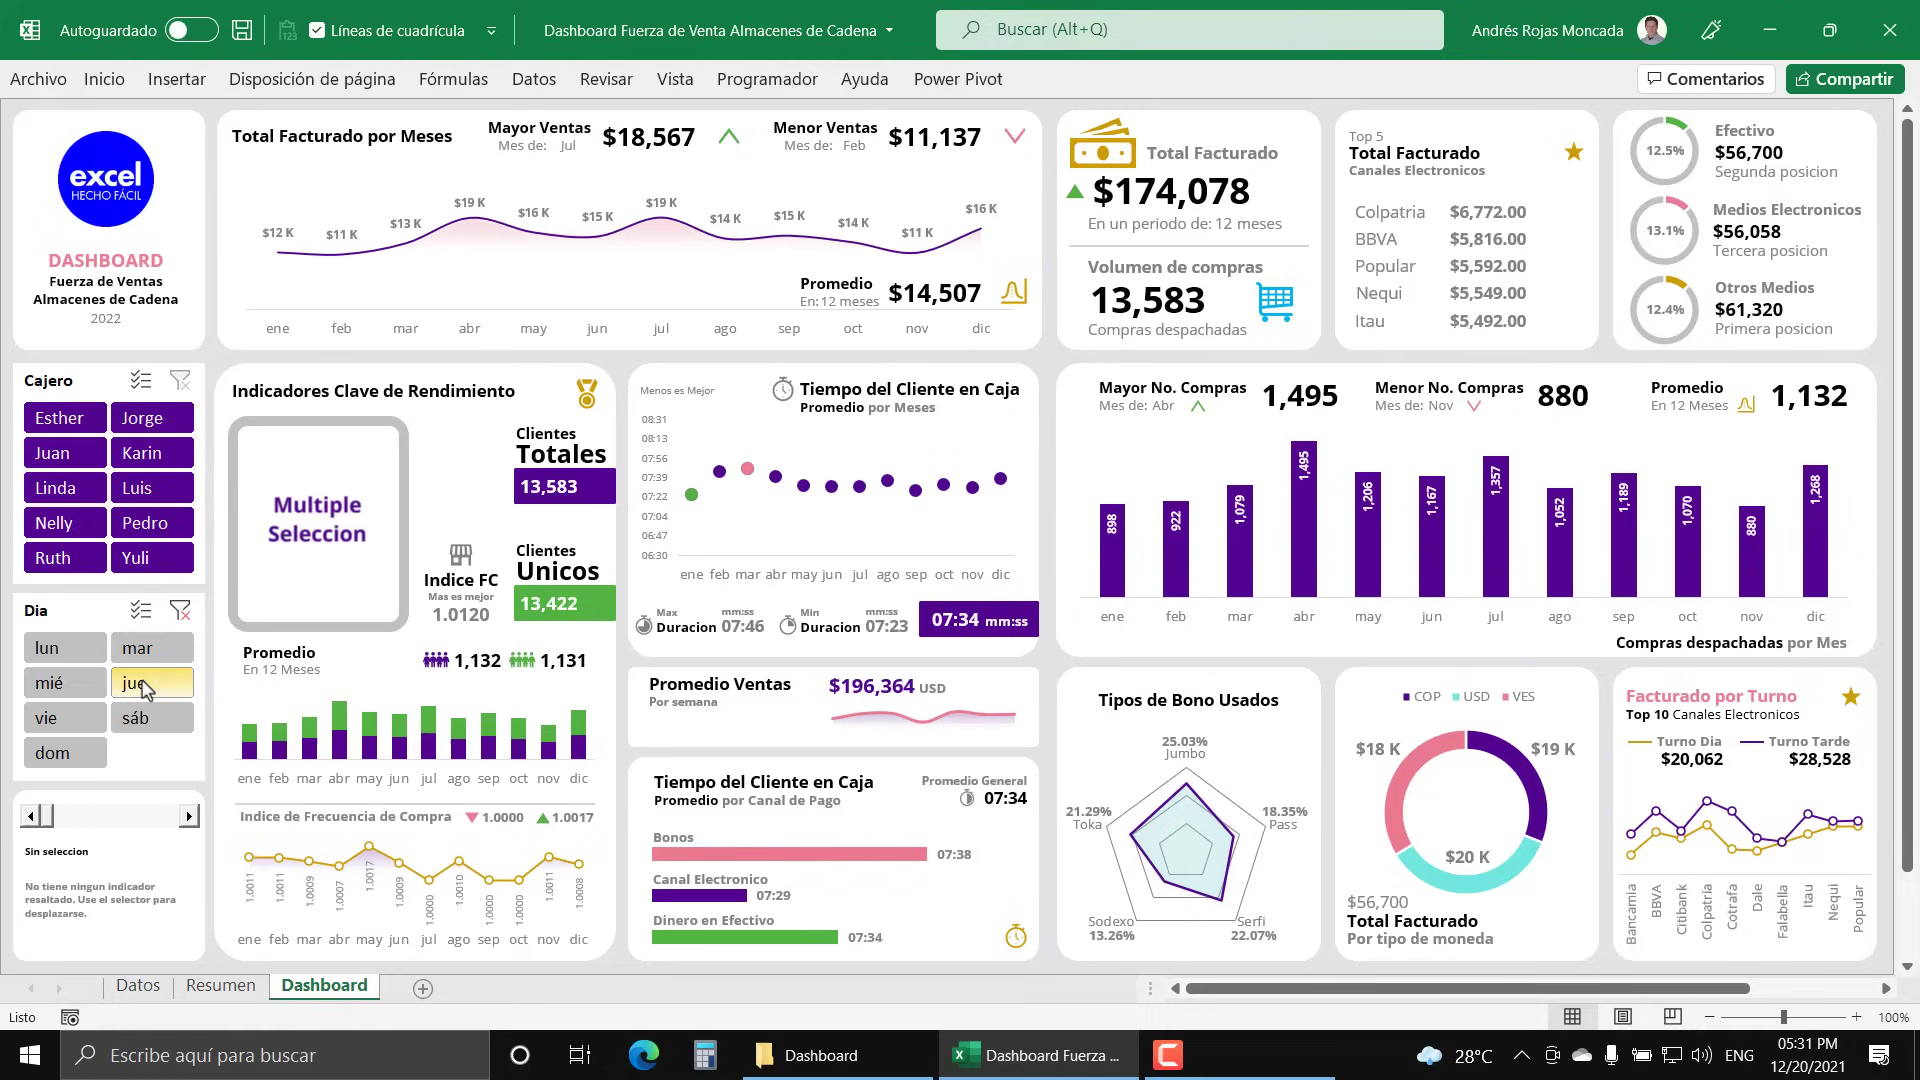 Autoguardado
Líneas de cuadrícula
Dashboard Fuerza de Venta Almacenes de Cadena
Buscar (Alt+Q)
Andrés Rojas Moncada
Archivo Inicio Insertar Disposición de página Fórmulas Datos Revisar Vista Programador Ayuda Power Pivot
Comentarios
Compartir
excel
HECHO FÁCIL
DASHBOARD
Fuerza de Ventas
Almacenes de Cadena
2022
Total Facturado por Meses
Mayor Ventas
Mes de: Jul
$18,567
Menor Ventas
Mes de: Feb
$11,137
$12 K $11 K $13 K $19 K $16 K $15 K $19 K $14 K $15 K $14 K $11 K $16 K
Promedio
En: 12 meses
$14,507
ene feb mar abr may jun jul ago sep oct nov dic
Total Facturado
$174,078
En un periodo de: 12 meses
Volumen de compras
13,583
Compras despachadas
Top 5
Total Facturado
Canales Electronicos
Colpatria $6,772.00
BBVA $5,816.00
Popular $5,592.00
Nequi $5,549.00
Itau $5,492.00
12.5%
Efectivo
$56,700
Segunda posicion
13.1%
Medios Electronicos
$56,058
Tercera posicion
12.4%
Otros Medios
$61,320
Primera posicion
Cajero
Esther Jorge
Juan Karin
Linda Luis
Nelly Pedro
Ruth Yuli
Dia
lun mar
mié jue
vie sáb
dom
Sin seleccion
No tiene ningun indicador
resaltado. Use el selector para
desplazarse.
Indicadores Clave de Rendimiento
Multiple
Seleccion
Clientes
Totales
13,583
Indice FC
Mas es mejor
1.0120
Clientes
Unicos
13,422
Promedio
En 12 Meses
1,132 1,131
ene feb mar abr may jun jul ago sep oct nov dic
Indice de Frecuencia de Compra
1.0000 1.0017
1.0011 1.0011 1.0009 1.0007 1.0017 1.0009 1.0000 1.0010 1.0000 1.0000 1.0011 1.0008
ene feb mar abr may jun jul ago sep oct nov dic
Menos es Mejor
Tiempo del Cliente en Caja
Promedio por Meses
08:31
08:13
07:56
07:39
07:22
07:04
06:47
06:30
ene feb mar abr may jun jul ago sep oct nov dic
Max
Duracion
mm:ss
07:46
Min
Duracion
mm:ss
07:23
07:34 mm:ss
Promedio Ventas
Por semana
$196,364 USD
Tiempo del Cliente en Caja
Promedio por Canal de Pago
Promedio General
07:34
Bonos
07:38
Canal Electronico
07:29
Dinero en Efectivo
07:34
Mayor No. Compras
Mes de: Abr
1,495
Menor No. Compras
Mes de: Nov
880
Promedio
En 12 Meses
1,132
898 922 1,079 1,495 1,206 1,167 1,357 1,052 1,189 1,070 880 1,268
ene feb mar abr may jun jul ago sep oct nov dic
Compras despachadas por Mes
Tipos de Bono Usados
25.03%
Jumbo
21.29%
Toka
18.35%
Pass
Sodexo
13.26%
Serfi
22.07%
COP USD VES
$18 K
$19 K
$20 K
$56,700
Total Facturado
Por tipo de moneda
Facturado por Turno
Top 10 Canales Electronicos
Turno Dia
$20,062
Turno Tarde
$28,528
Bancamia BBVA Citibank Colpatria Cotrafa Dale Falabella Itau Nequi Popular
Datos Resumen Dashboard
Listo
100%
Escribe aquí para buscar
Dashboard
Dashboard Fuerza ...
28°C
ENG
05:31 PM
12/20/2021